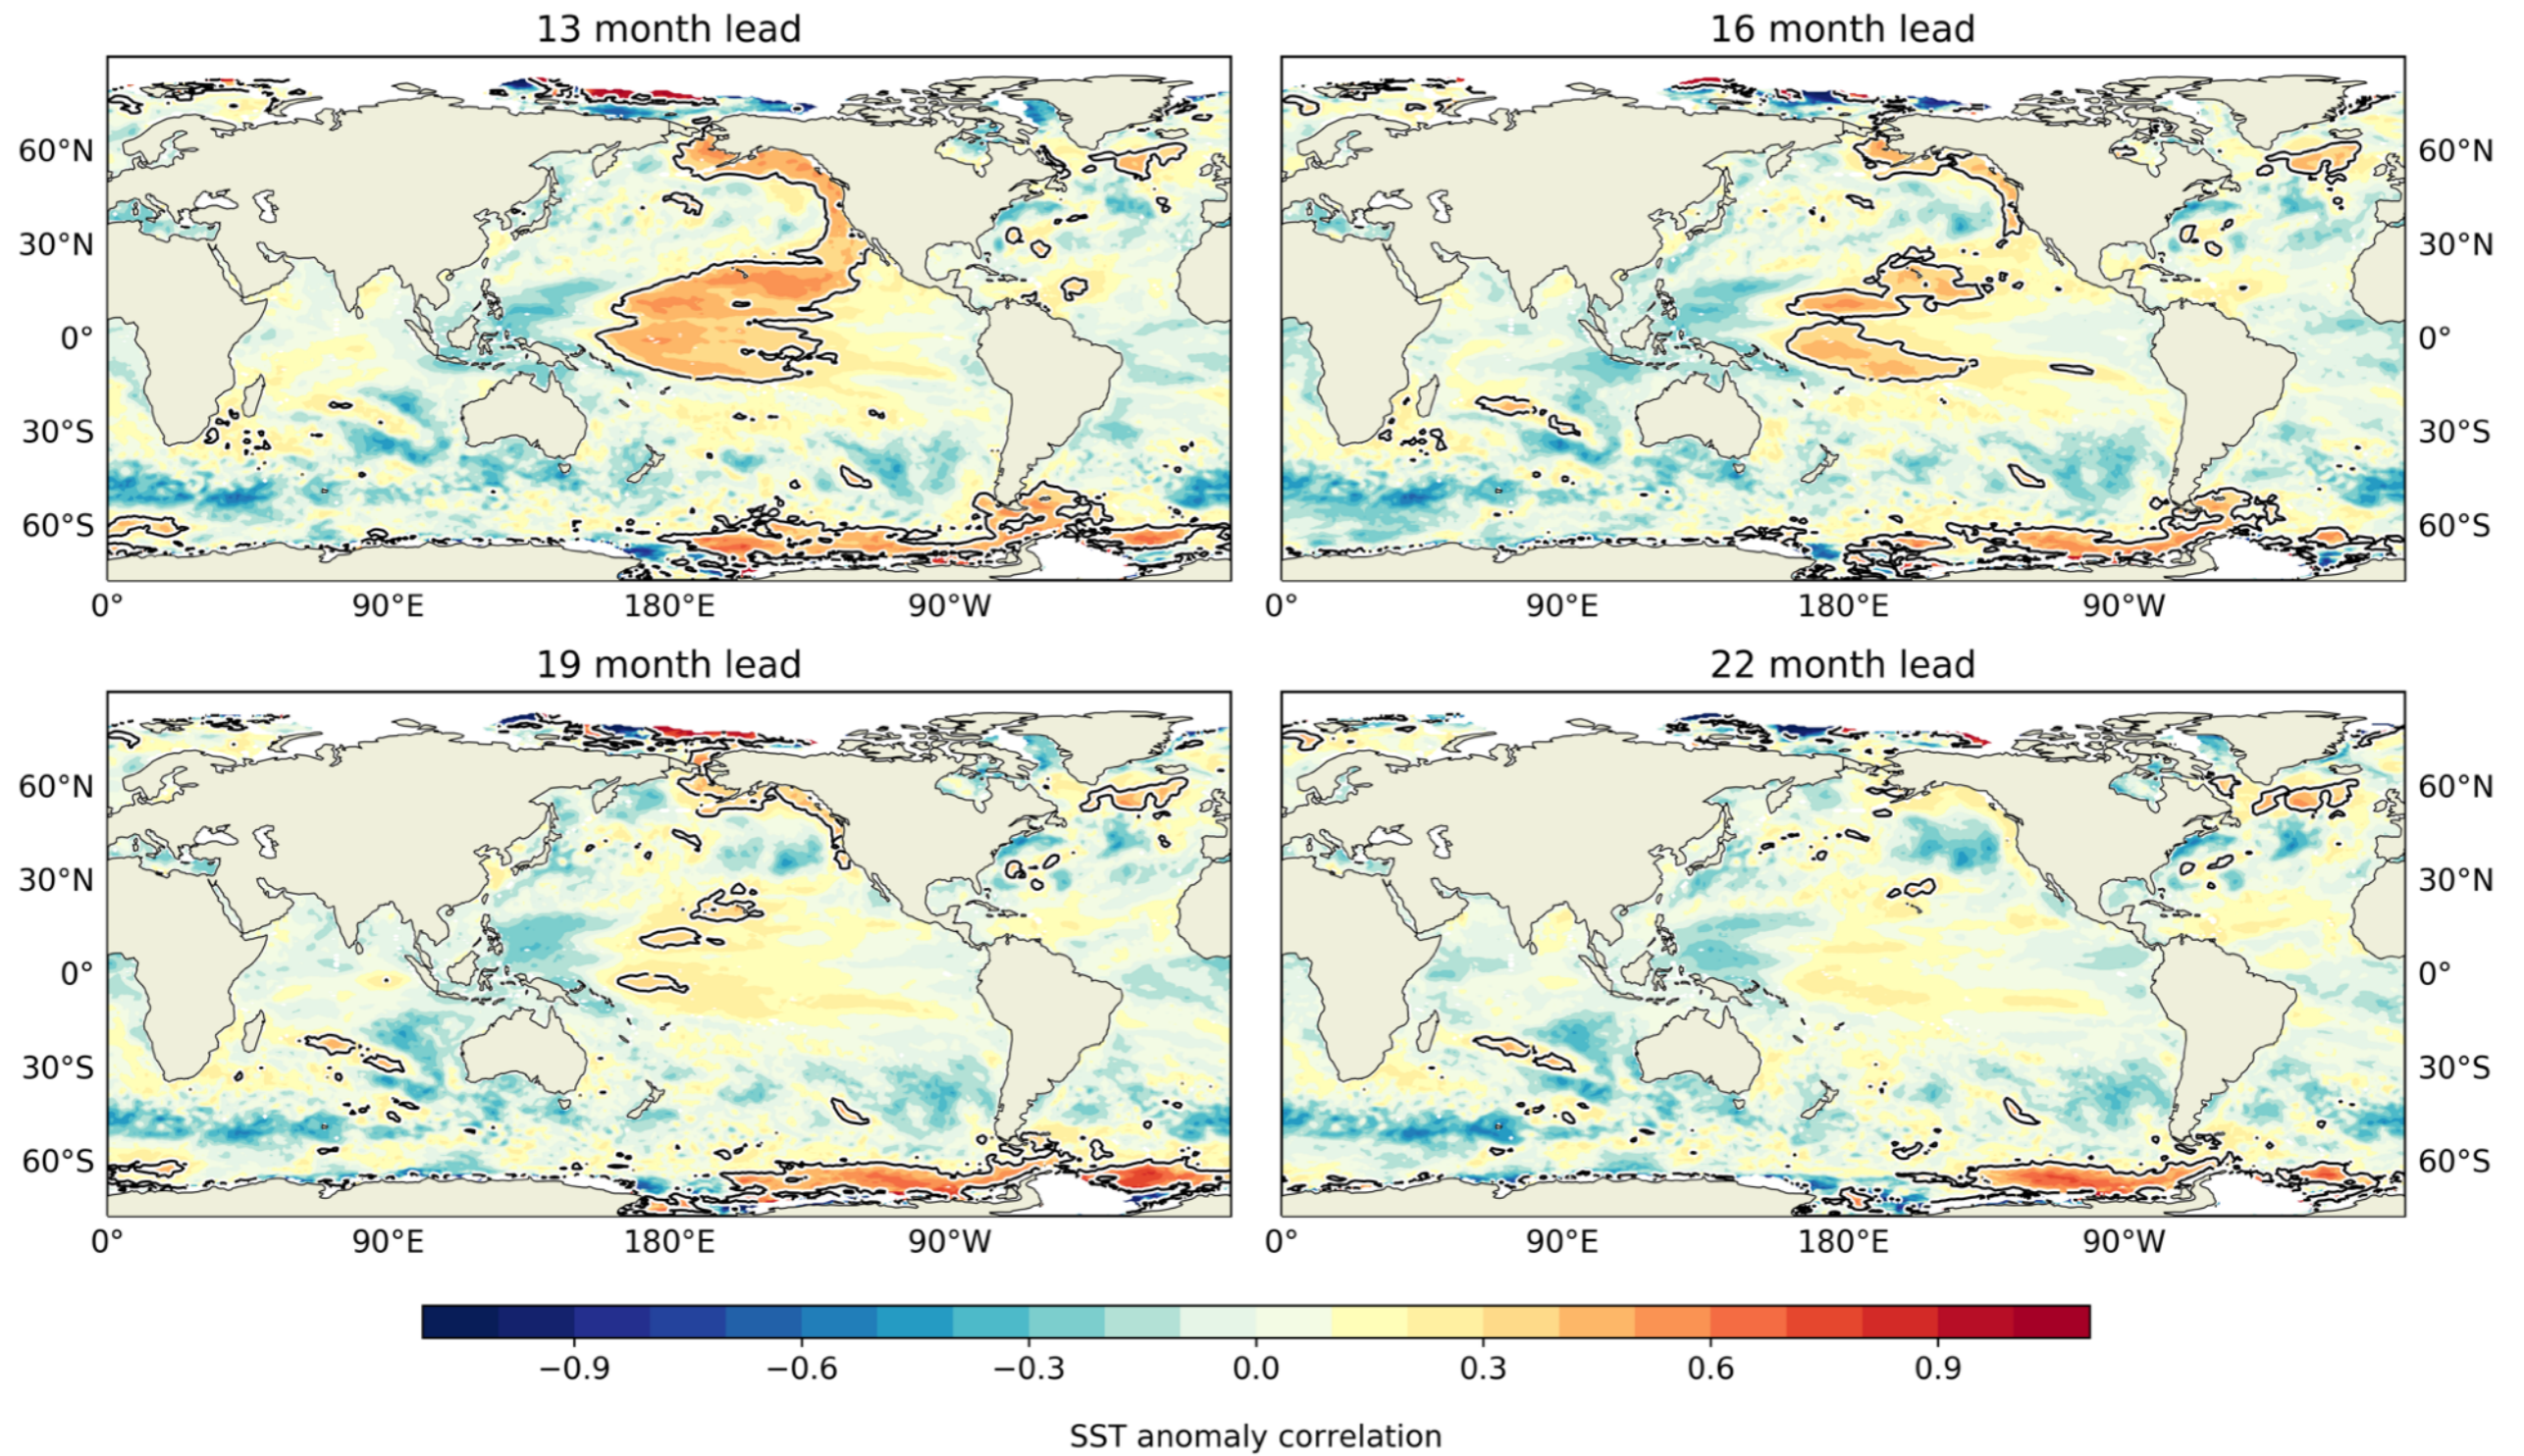 13 month lead 16 month lead
60°N 60°N
30°N 30°N
0° 0°
30°S 30°S
60°S 60°S
0° 90°E 180°E 90°W 0° 90°E 180°E 90°W
19 month lead 22 month lead
60°N 60°N
30°N 30°N
0° 0°
30°S 30°S
60°S 60°S
0° 90°E 180°E 90°W 0° 90°E 180°E 90°W
−0.9 −0.6 −0.3 0.0 0.3 0.6 0.9
SST anomaly correlation